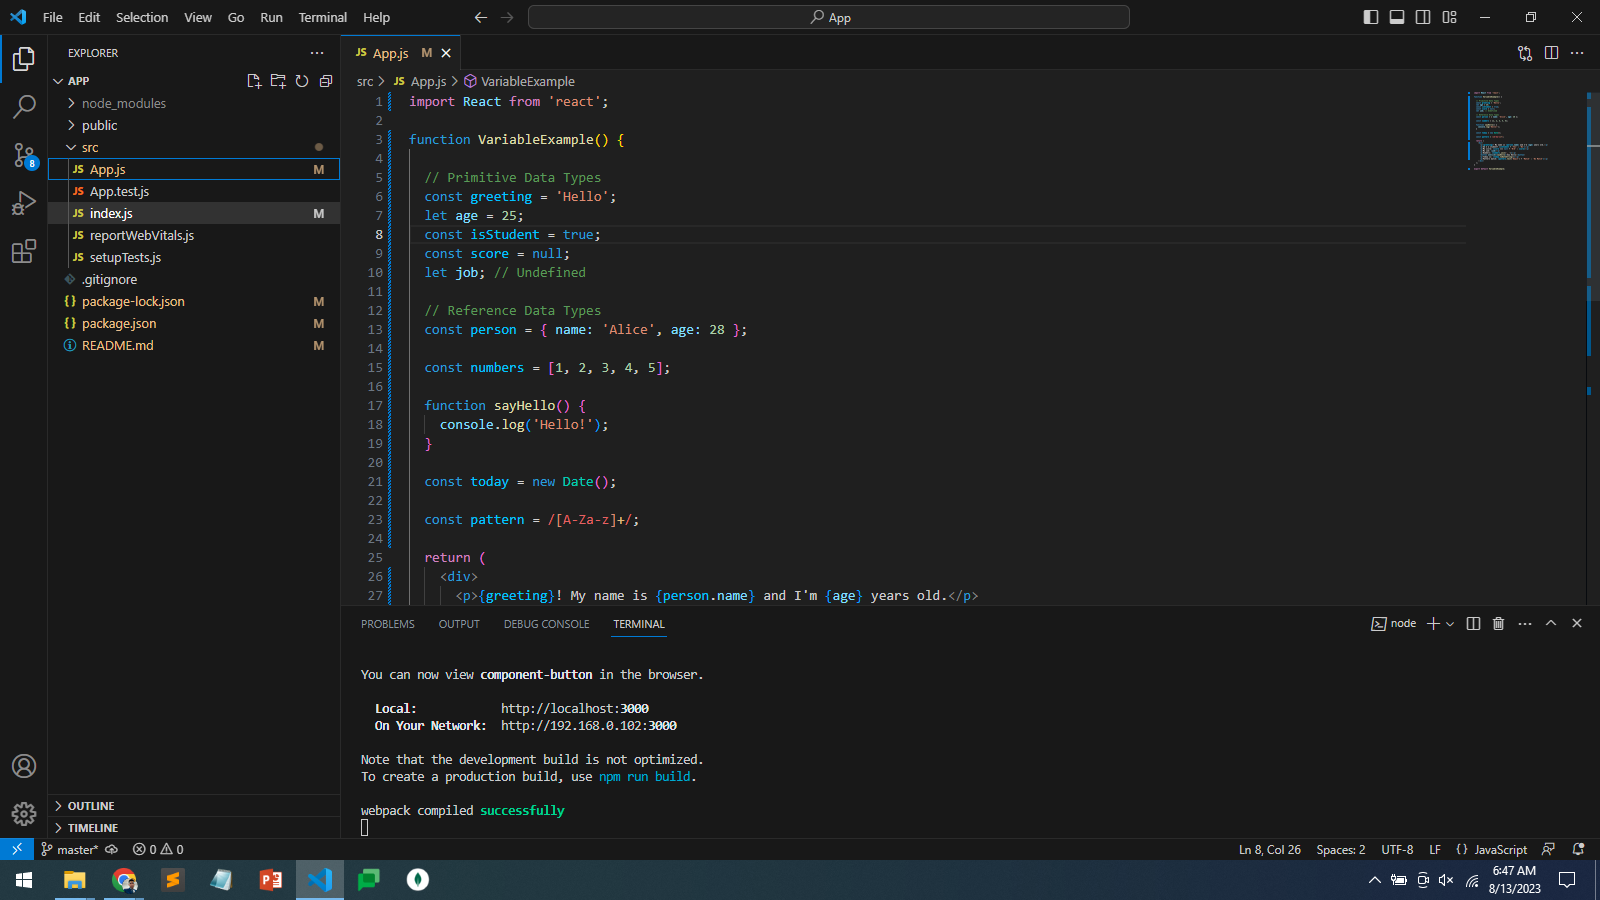 File Edit Selection View Go Run Terminal Help
App
EXPLORER
APP
node_modules
public
src
JS App.js M
JS App.test.js
JS index.js M
JS reportWebVitals.js
JS setupTests.js
.gitignore
{} package-lock.json M
{} package.json M
README.md M
OUTLINE
TIMELINE
8
JS App.js M
src > JS App.js > VariableExample
1 import React from 'react';
2
3 function VariableExample() {
4
5 // Primitive Data Types
6 const greeting = 'Hello';
7 let age = 25;
8 const isStudent = true;
9 const score = null;
10 let job; // Undefined
11
12 // Reference Data Types
13 const person = { name: 'Alice', age: 28 };
14
15 const numbers = [1, 2, 3, 4, 5];
16
17 function sayHello() {
18 console.log('Hello!');
19 }
20
21 const today = new Date();
22
23 const pattern = /[A-Za-z]+/;
24
25 return (
26 <div>
27 <p>{greeting}! My name is {person.name} and I'm {age} years old.</p>
PROBLEMS OUTPUT DEBUG CONSOLE TERMINAL
node
You can now view component-button in the browser.
Local: http://localhost:3000
On Your Network: http://192.168.0.102:3000
Note that the development build is not optimized.
To create a production build, use npm run build.
webpack compiled successfully
master* 0 0
Ln 8, Col 26 Spaces: 2 UTF-8 LF {} JavaScript
6:47 AM
8/13/2023